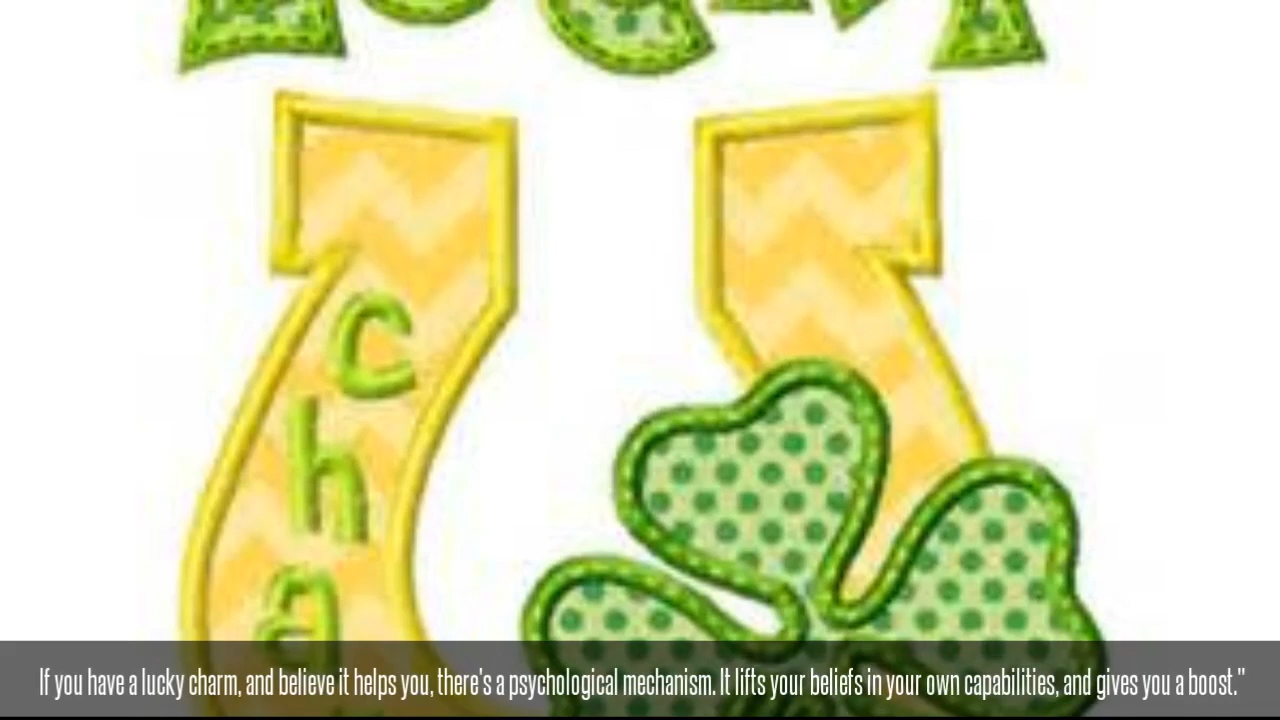 c
h
a
If you have a lucky charm, and believe it helps you, there's a psychological mechanism. It lifts your beliefs in your own capabilities, and gives you a boost."